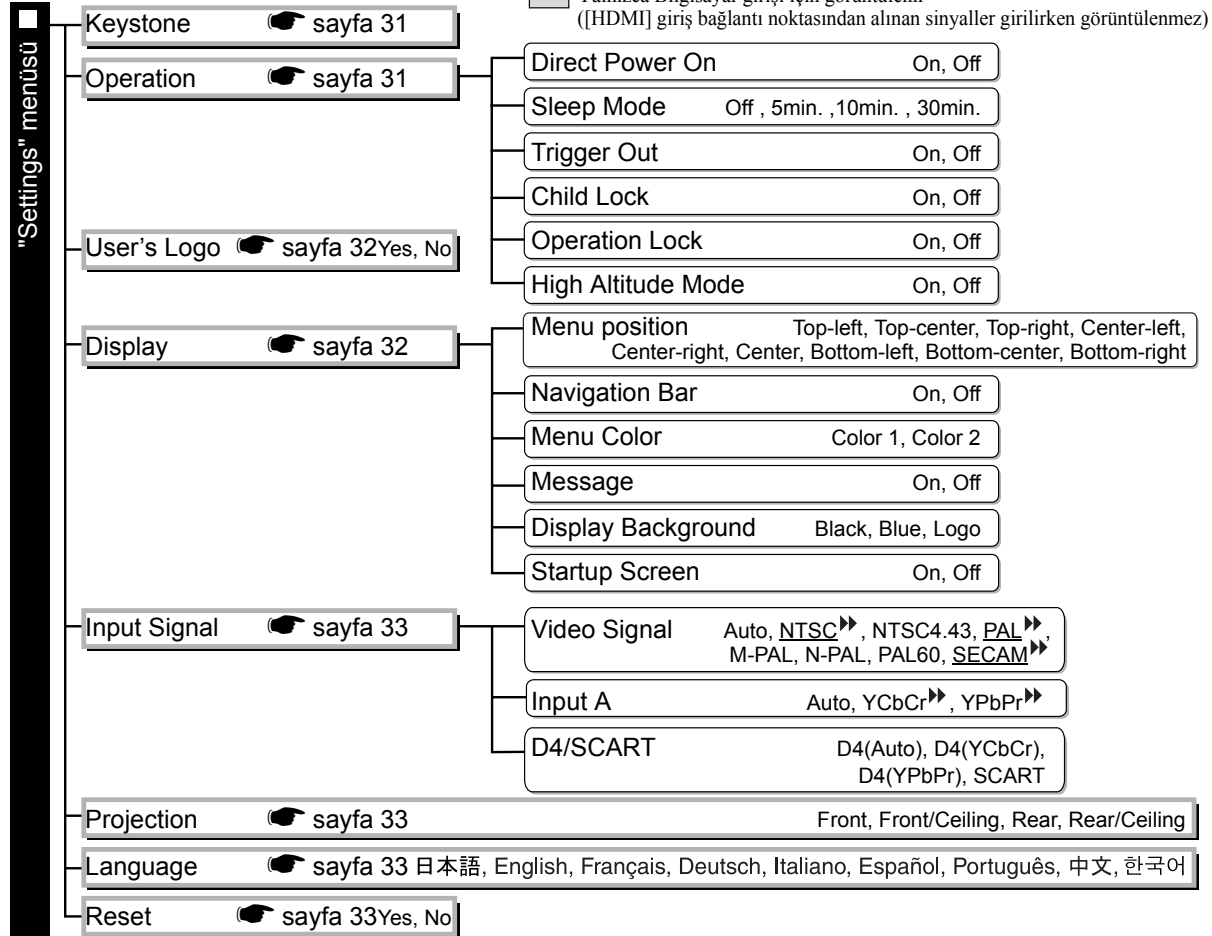 Yalnızca Bilgisayar girişi için görüntülenir
([HDMI] giriş bağlantı noktasından alınan sinyaller girilirken görüntülenmez)
"Settings" menüsü
Keystone sayfa 31
Operation sayfa 31
Direct Power On On, Off
Sleep Mode Off , 5min. ,10min. , 30min.
Trigger Out On, Off
Child Lock On, Off
Operation Lock On, Off
High Altitude Mode On, Off
User's Logo sayfa 32Yes, No
Display sayfa 32
Menu position Top-left, Top-center, Top-right, Center-left,
Center-right, Center, Bottom-left, Bottom-center, Bottom-right
Navigation Bar On, Off
Menu Color Color 1, Color 2
Message On, Off
Display Background Black, Blue, Logo
Startup Screen On, Off
Input Signal sayfa 33
Video Signal Auto, NTSC, NTSC4.43, PAL,
M-PAL, N-PAL, PAL60, SECAM
Input A Auto, YCbCr, YPbPr
D4/SCART D4(Auto), D4(YCbCr),
D4(YPbPr), SCART
Projection sayfa 33 Front, Front/Ceiling, Rear, Rear/Ceiling
Language sayfa 33 日本語, English, Français, Deutsch, Italiano, Español, Português, 中文, 한국어
Reset sayfa 33Yes, No